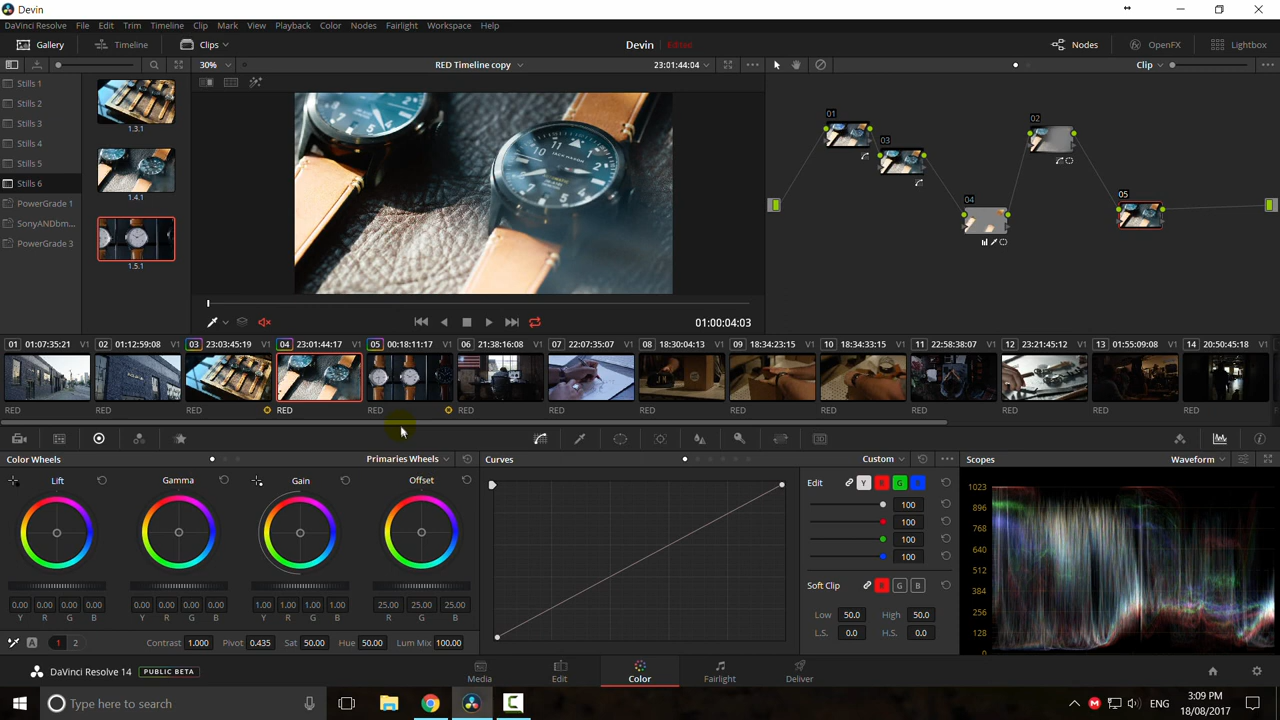 Devin
DaVinci Resolve File Edit Trim Timeline Clip Mark View Playback Color Nodes Fairlight Workspace Help
Gallery Timeline Clips Devin Edited Nodes OpenFX Lightbox
30% RED Timeline copy 23:01:44:04 Clip
Stills 1
Stills 2
Stills 3
Stills 4
Stills 5
Stills 6
PowerGrade 1
SonyANDbm...
PowerGrade 3
1.3.1
1.4.1
1.5.1
JACK MASON
01
03
04
02
05
01:00:04:03
01 01:07:35:21 V1 02 01:12:59:08 V1 03 23:03:45:19 V1 04 23:01:44:17 V1 05 00:18:11:17 V1 06 21:38:16:08 V1 07 22:07:35:07 V1 08 18:30:04:13 V1 09 18:34:23:15 V1 10 18:34:33:15 V1 11 22:58:38:07 V1 12 23:21:45:12 V1 13 01:55:09:08 V1 14 20:50:45:18 V1
RED RED RED RED RED RED RED RED RED RED RED RED RED RED
Color Wheels Primaries Wheels Curves Custom Scopes Waveform
Lift Gamma Gain Offset
0.00 0.00 0.00 0.00 0.00 0.00 0.00 0.00 1.00 1.00 1.00 1.00 25.00 25.00 25.00
Y R G B Y R G B Y R G B R G B
A 1 2 Contrast 1.000 Pivot 0.435 Sat 50.00 Hue 50.00 Lum Mix 100.00
Edit Y R G B
100
100
100
100
Soft Clip R G B
Low 50.0 High 50.0
L.S. 0.0 H.S. 0.0
1023
896
768
640
512
384
256
128
0
DaVinci Resolve 14 PUBLIC BETA Media Edit Color Fairlight Deliver
Type here to search
ENG
3:09 PM
18/08/2017